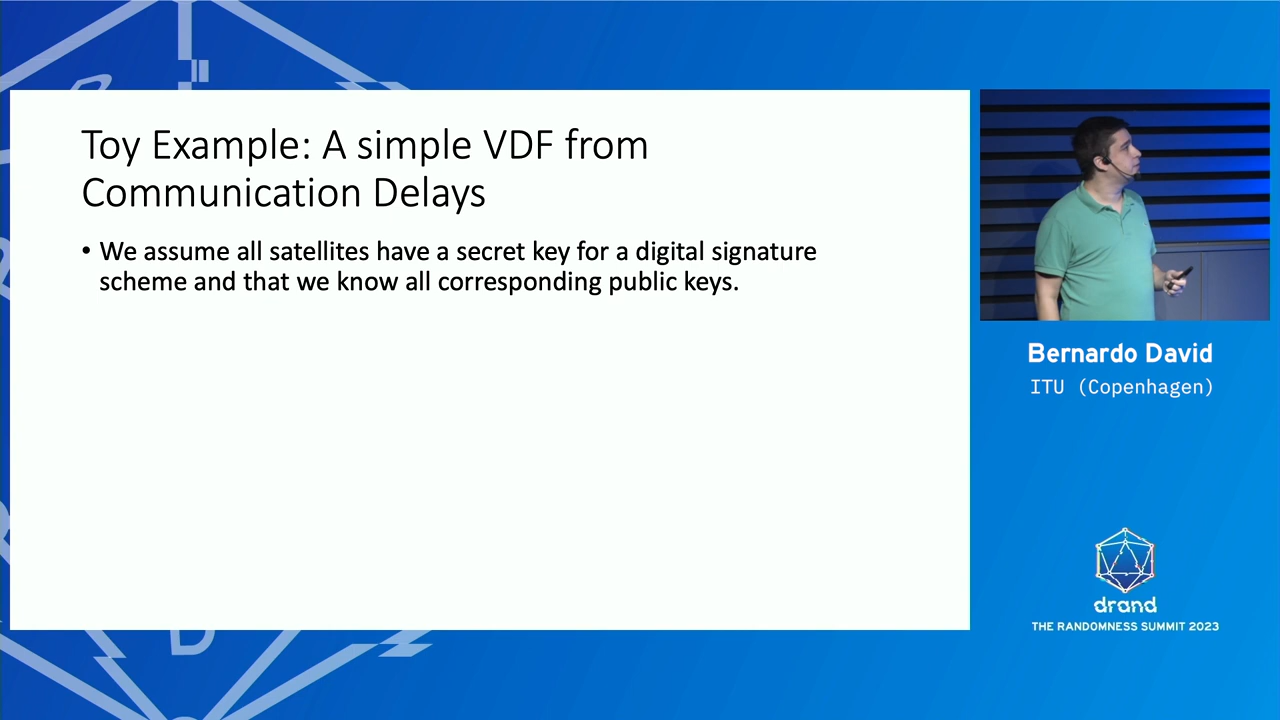 Toy Example: A simple VDF from
Communication Delays
• We assume all satellites have a secret key for a digital signature
scheme and that we know all corresponding public keys.
Bernardo David
ITU (Copenhagen)
drand
THE RANDOMNESS SUMMIT 2023